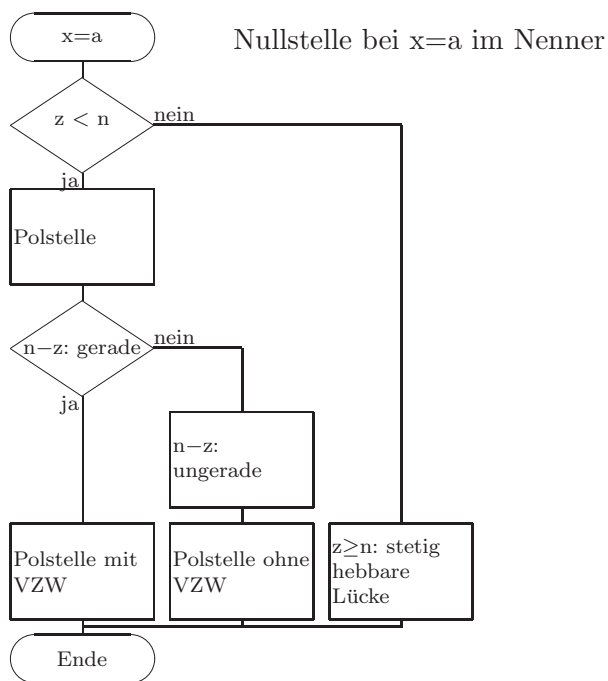 x=a
Nullstelle bei x=a im Nenner
z < n
nein
ja
Polstelle
n−z: gerade
nein
ja
n−z:
ungerade
Polstelle mit
VZW
Polstelle ohne
VZW
z≥n: stetig
hebbare
Lücke
Ende